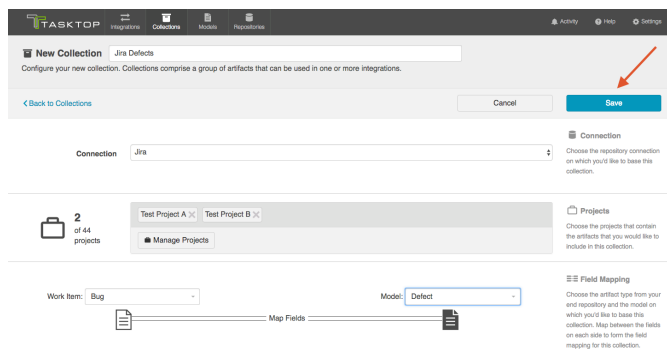 TASKTOP
Integrations
Collections
Models
Repositories
Activity
Help
Settings
New Collection
Jira Defects
Configure your new collection. Collections comprise a group of artifacts that can be used in one or more integrations.
Back to Collections
Cancel
Save
Connection
Jira
Connection
Choose the repository connection
on which you'd like to base this
collection.
2
of 44
projects
Test Project A
Test Project B
Manage Projects
Projects
Choose the projects that contain
the artifacts that you would like to
include in this collection.
Work Item: Bug
Model: Defect
Map Fields
Field Mapping
Choose the artifact type from your
end repository and the model on
which you'd like to base this
collection. Map between the fields
on each side to form the field
mapping for this collection.